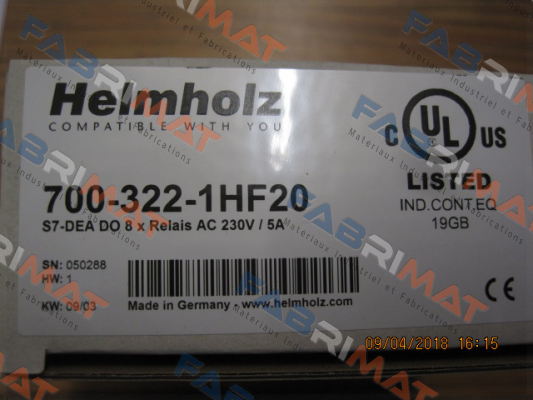 Helmholz
COMPATIBLE WITH YOU
700-322-1HF20
S7-DEA DO 8 x Relais AC 230V / 5A
SN: 050288
HW: 1
KW: 09/03
Made in Germany - www.helmholz.com
C UL US
LISTED
IND.CONT.EQ
19GB
CE
09/04/2018 16:15
FABRIMAT
Materiaux Industriel et Fabrications